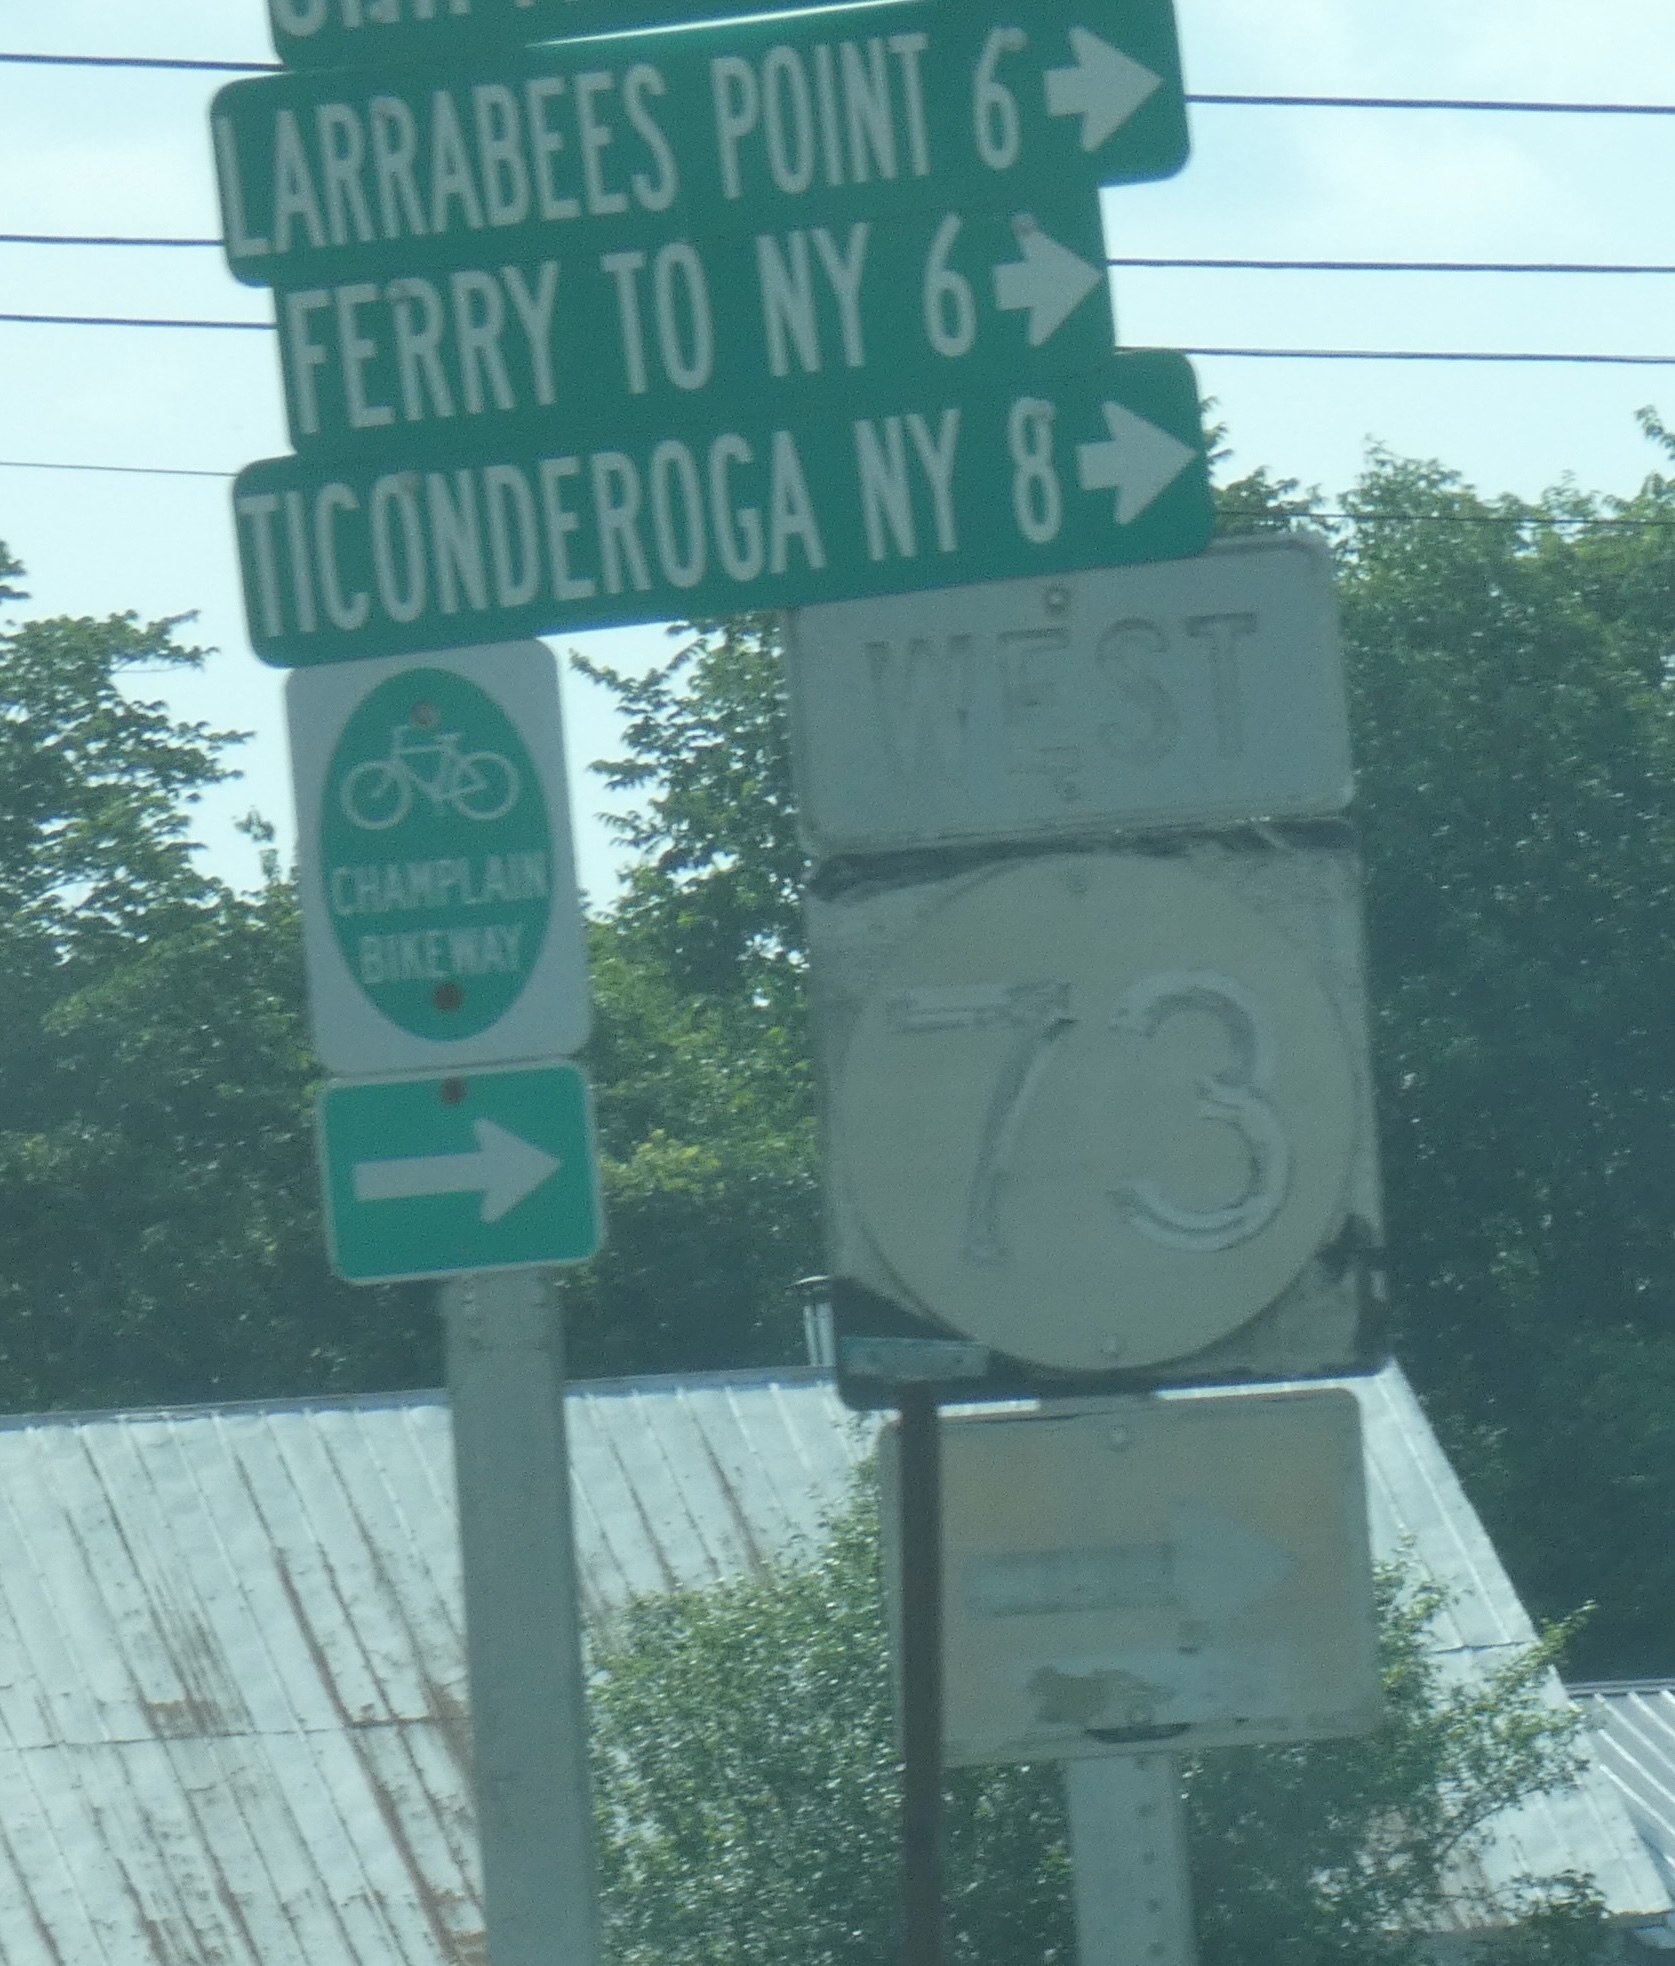 LARRABEES POINT 6
FERRY TO NY 6
TICONDEROGA NY 8
CHAMPLAIN
BIKEWAY
WEST
73